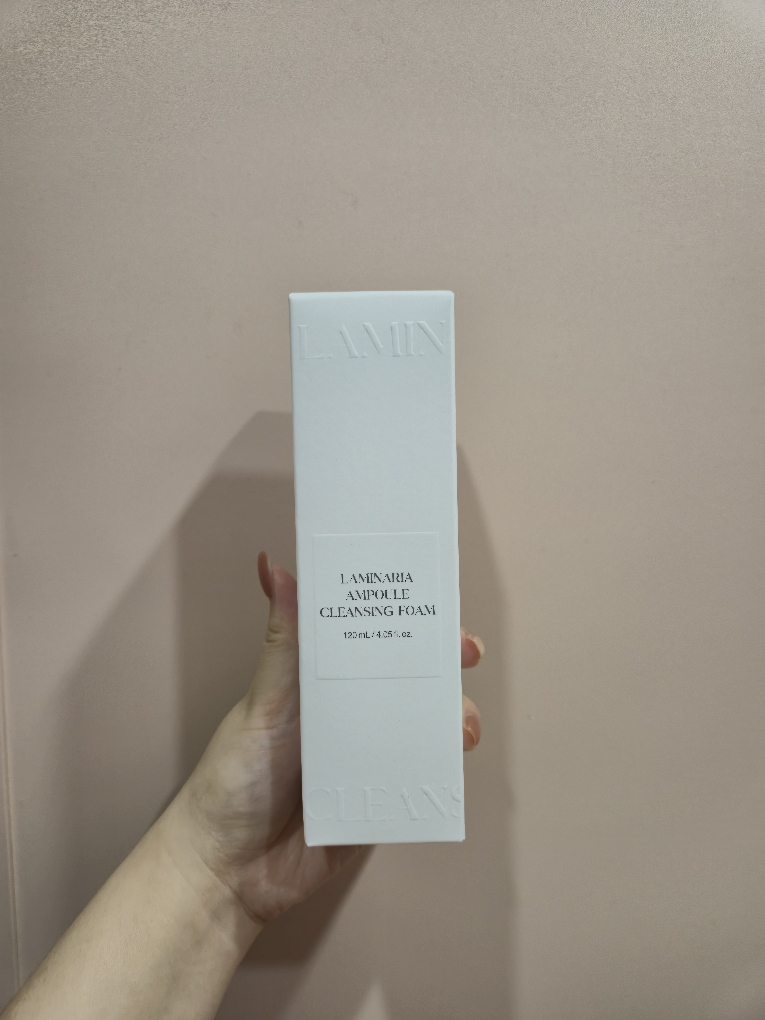 LAMIN
LAMINARIA
AMPOULE
CLEANSING FOAM
120 mL / 4.05 fl. oz.
CLEANS